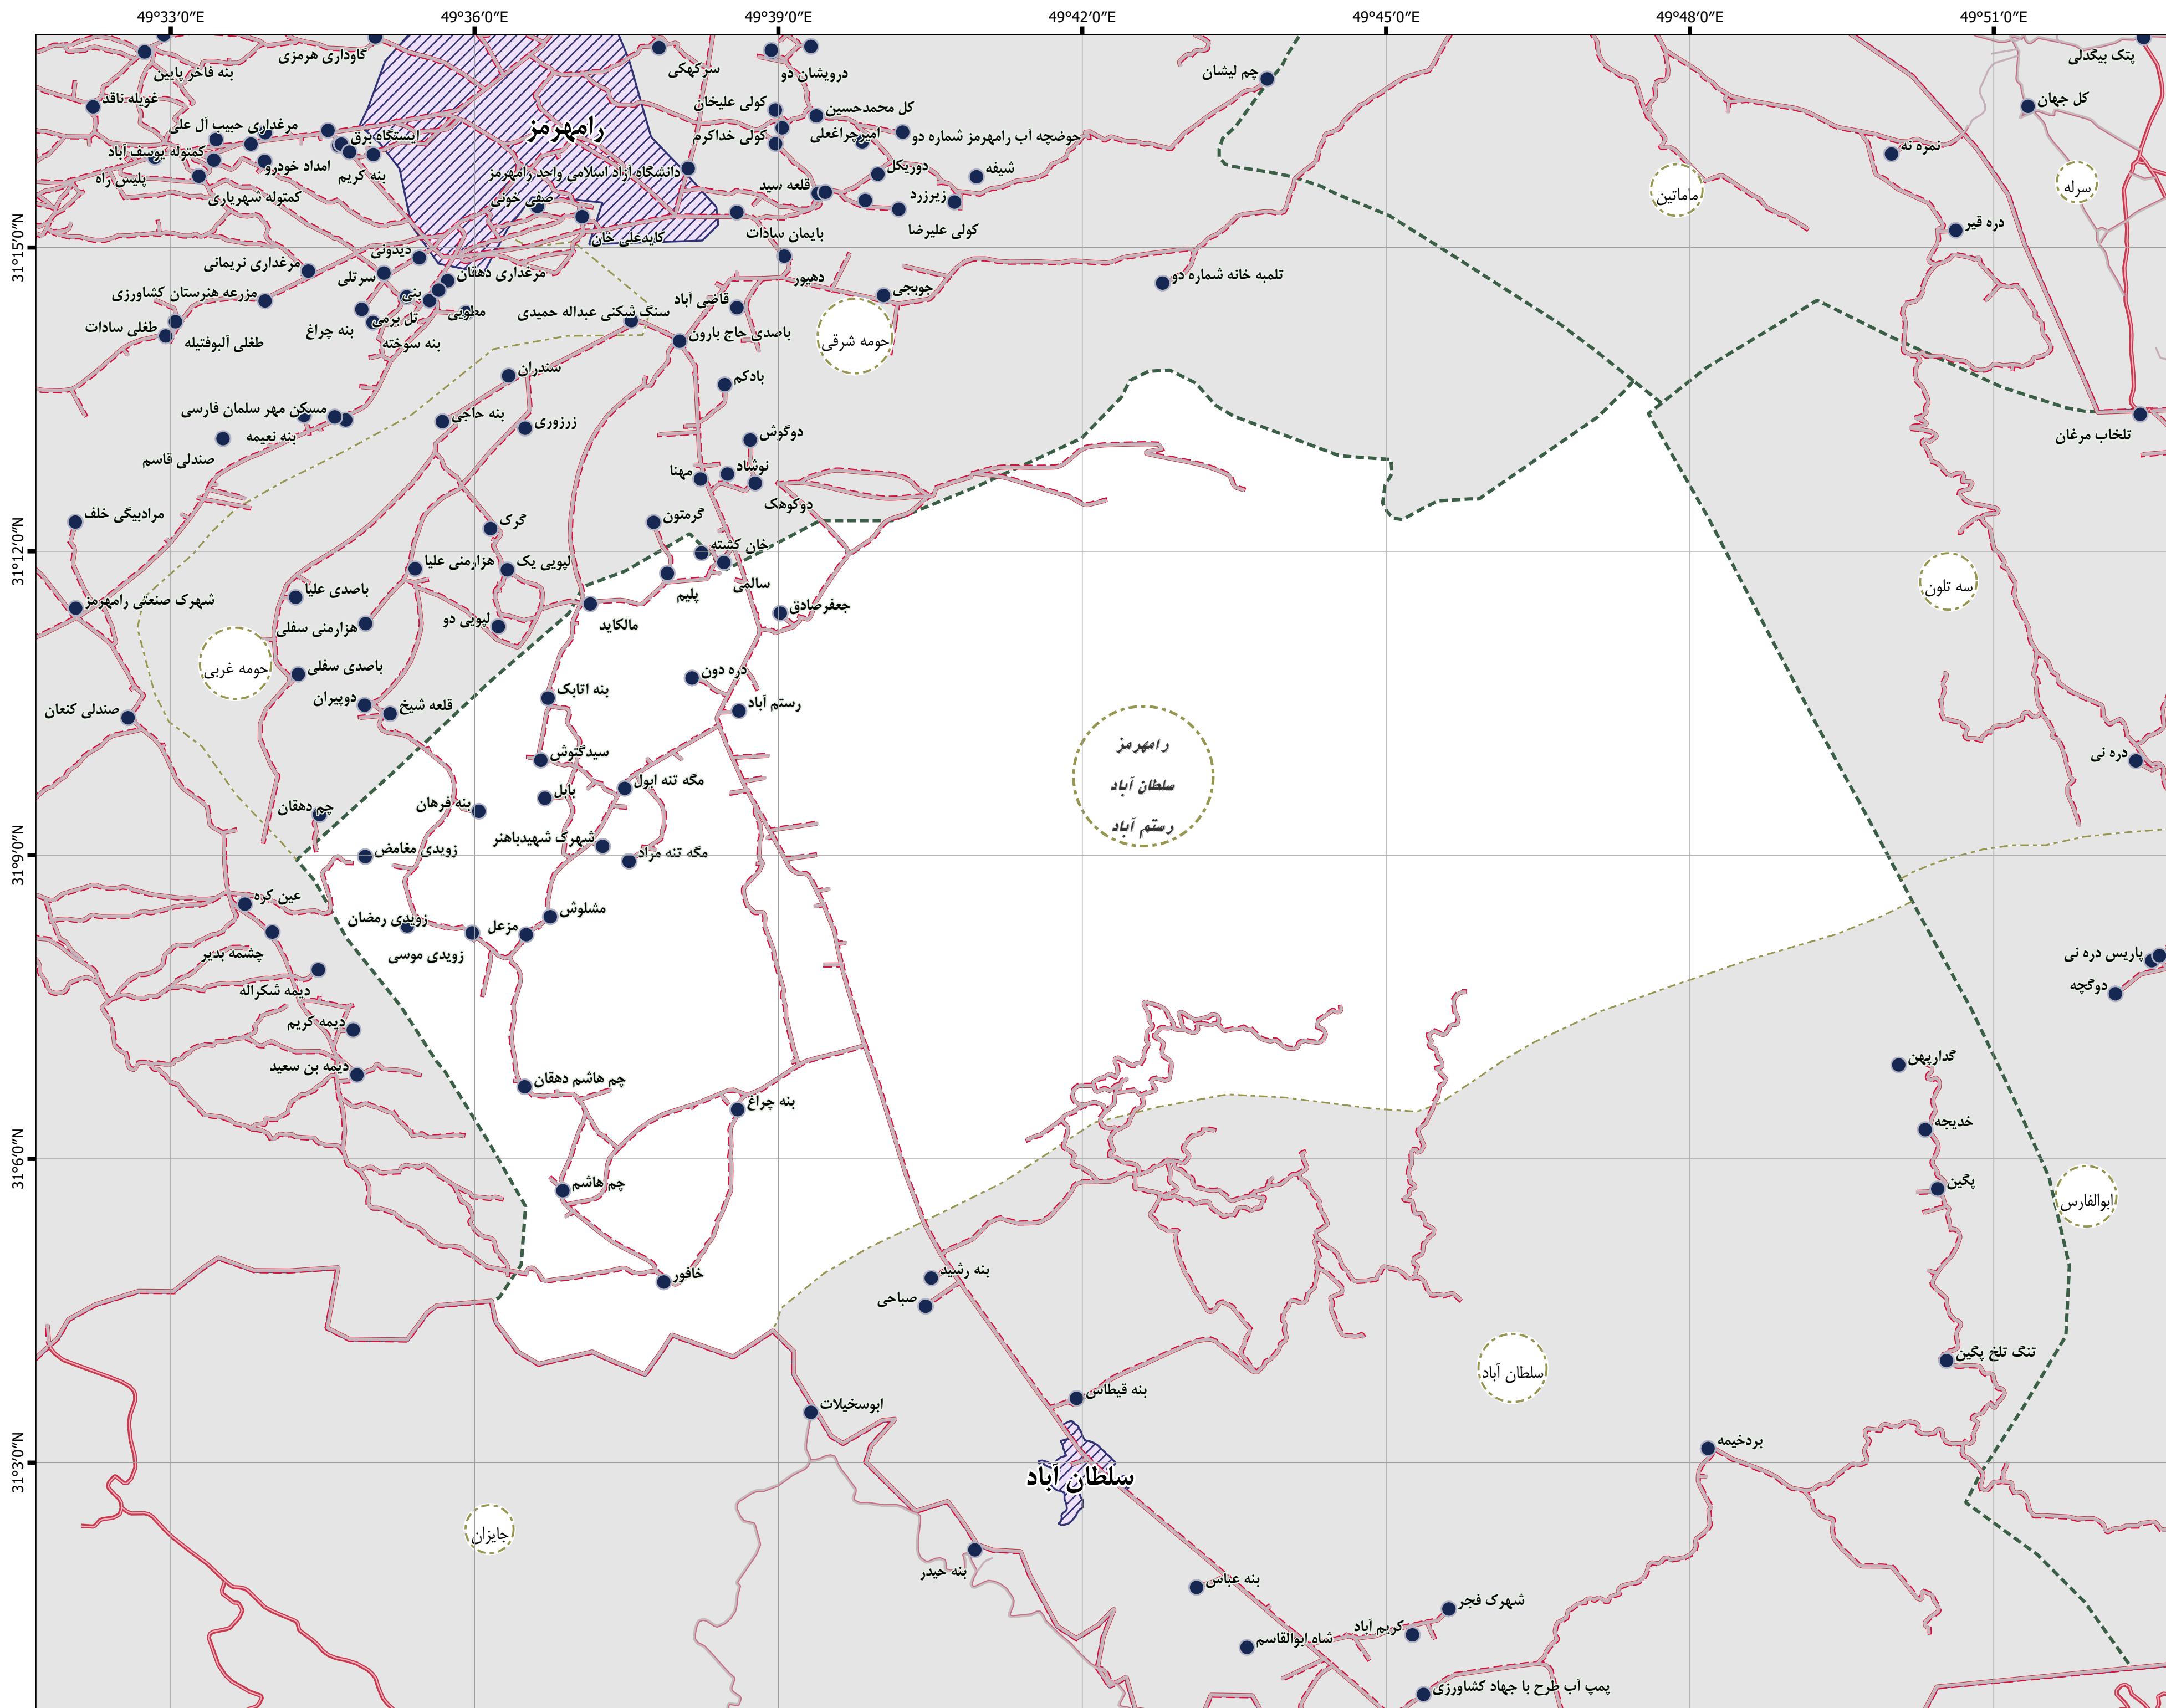 49°33′0″E
49°36′0″E
49°39′0″E
49°42′0″E
49°45′0″E
49°48′0″E
49°51′0″E
31°15′0″N
31°12′0″N
31°9′0″N
31°6′0″N
31°3′0″N
گاوداری هرمزی
بنه فاخر پایین
سرکهکی
درویشان دو
چم لیشان
پتک بیگدلی
غویله ناقد
کولی علیخان
کل محمدحسین
کل جهان
مرغداری حبیب آل علی
ایستگاه برق
رامهرمز
کولی خداکرم
امیرچراغعلی
حوضچه آب رامهرمز شماره دو
نمره نه
کمتوله یوسف آباد
امداد خودرو
بنه کریم
دانشگاه آزاد اسلامی واحد رامهرمز
دوریکل
شیفه
پلیس راه
کمتوله شهریاری
صفی خونی
قلعه سید
زیرزرد
ماماتین
سرله
کایدعلی خان
بایمان سادات
کولی علیرضا
دره قیر
دیدونی
مرغداری نریمانی
سرتلی
مرغداری دهقان
دهیور
تلمبه خانه شماره دو
مزرعه هنرستان کشاورزی
بنی
قاضی آباد
جوبجی
طغلی سادات
بنه چراغ
تل برمی
مطویی
سنگ شکنی عبداله حمیدی
باصدی حاج بارون
حومه شرقی
طغلی آلبوفتیله
بنه سوخته
سندران
بادکم
مسکن مهر سلمان فارسی
بنه حاجی
زرزوری
دوگوش
تلخاب مرغان
بنه نعیمه
صندلی قاسم
مهنا
نوشاد
دوکوهک
مرادبیگی خلف
گرک
گرمتون
خان کشته
هزارمنی علیا
لپویی یک
سالمی
سه تلون
شهرک صنعتی رامهرمز
باصدی علیا
پلیم
جعفرصادق
هزارمنی سفلی
لپویی دو
مالکاید
حومه غربی
باصدی سفلی
دره دون
بنه اتابک
صندلی کنعان
دوپیران
قلعه شیخ
رستم آباد
رامهرمز
سلطان آباد
رستم آباد
سیدگتوش
دره نی
مگه تنه ابول
چم دهقان
بنه فرهان
بابل
شهرک شهیدباهنر
زویدی مغامض
مگه تنه مراد
عین کره
زویدی رمضان
مزعل
مشلوش
چشمه بدیر
زویدی موسی
پاریس دره نی
دوگچه
دیمه شکراله
دیمه کریم
گدارپهن
دیمه بن سعید
چم هاشم دهقان
بنه چراغ
خدیجه
چم هاشم
پگین
ابوالفارس
خافور
بنه رشید
صباحی
سلطان آباد
تنگ تلخ پگین
ابوسخیلات
بنه قیطاس
بردخیمه
سلطان آباد
جایزان
بنه حیدر
بنه عباس
شهرک فجر
شاه ابوالقاسم
کریم آباد
پمپ آب طرح با جهاد کشاورزی